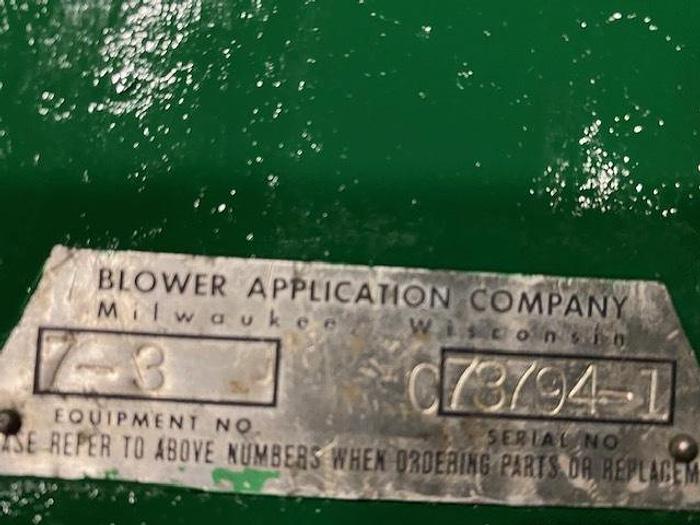 BLOWER APPLICATION COMPANY
Milwaukee, Wisconsin
7-3 C73794-1
EQUIPMENT NO. SERIAL NO
ASE REFER TO ABOVE NUMBERS WHEN ORDERING PARTS OR REPLACEM